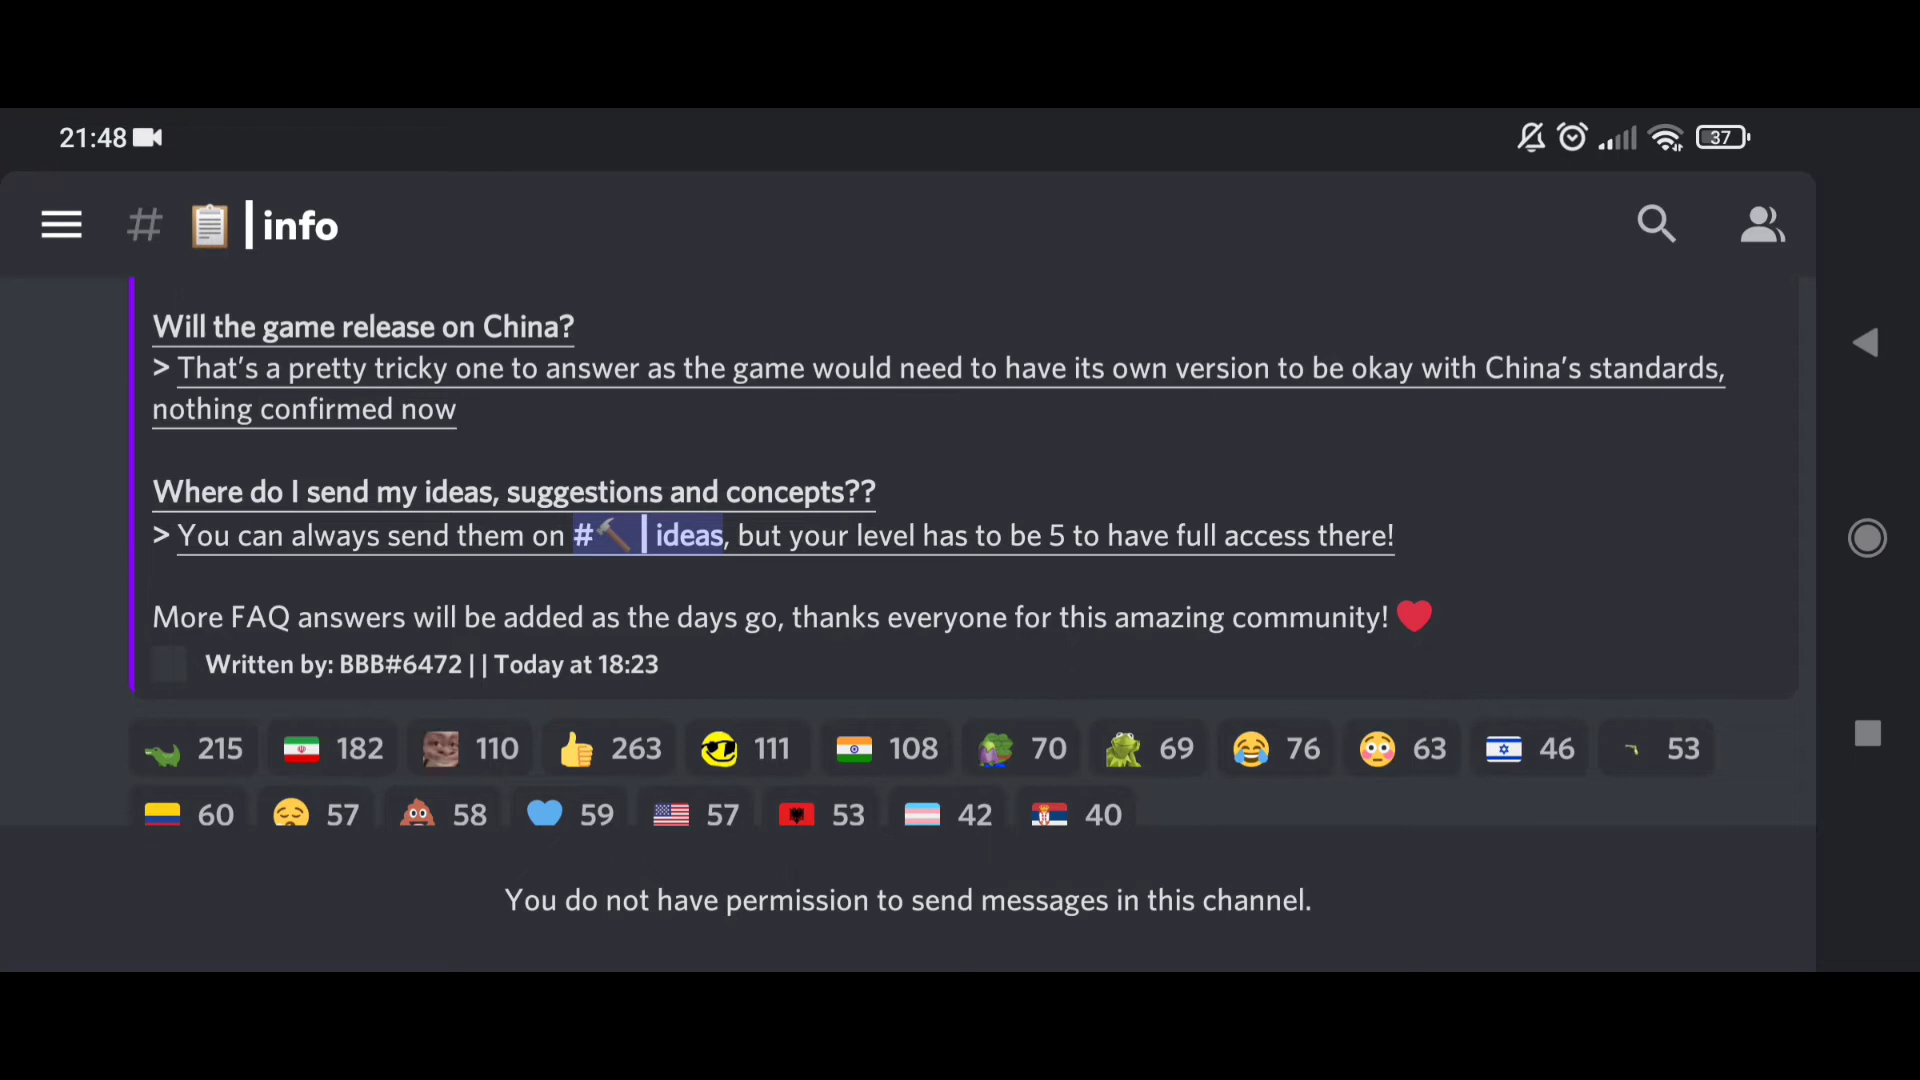 21:48
37
# 📋 | info
Will the game release on China?
> That's a pretty tricky one to answer as the game would need to have its own version to be okay with China's standards,
nothing confirmed now
Where do I send my ideas, suggestions and concepts??
> You can always send them on #🔨 | ideas, but your level has to be 5 to have full access there!
More FAQ answers will be added as the days go, thanks everyone for this amazing community! ❤️
Written by: BBB#6472 | | Today at 18:23
215 182 110 263 111 108 70 69 76 63 46 53
60 57 58 59 57 53 42 40
You do not have permission to send messages in this channel.